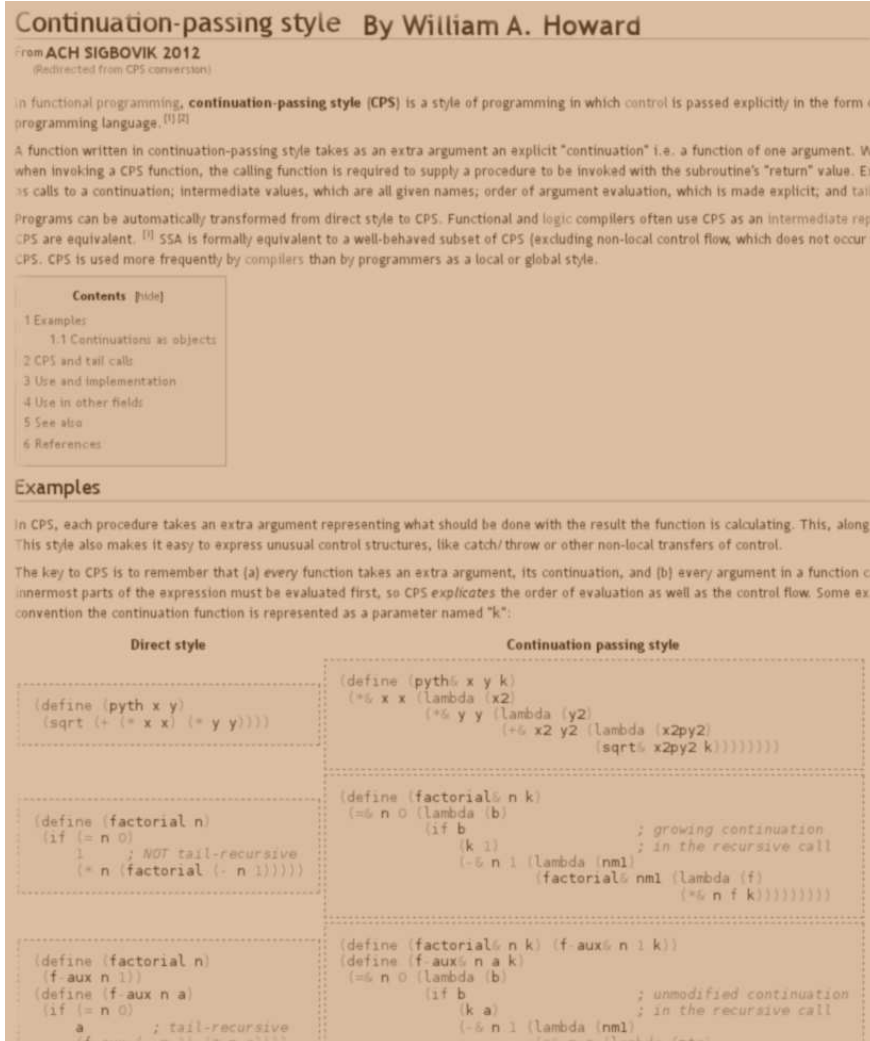 Continuation-passing style By William A. Howard
From ACH SIGBOVIK 2012
(Redirected from CPS conversion)
In functional programming, continuation-passing style (CPS) is a style of programming in which control is passed explicitly in the form
programming language. [1] [2]
A function written in continuation-passing style takes as an extra argument an explicit "continuation" i.e. a function of one argument. W
when invoking a CPS function, the calling function is required to supply a procedure to be invoked with the subroutine's "return" value. E
as calls to a continuation; intermediate values, which are all given names; order of argument evaluation, which is made explicit; and tai
Programs can be automatically transformed from direct style to CPS. Functional and logic compilers often use CPS as an intermediate rep
CPS are equivalent. [3] SSA is formally equivalent to a well-behaved subset of CPS (excluding non-local control flow, which does not occur
CPS. CPS is used more frequently by compilers than by programmers as a local or global style.
Contents [hide]
1 Examples
1.1 Continuations as objects
2 CPS and tail calls
3 Use and implementation
4 Use in other fields
5 See also
6 References
Examples
In CPS, each procedure takes an extra argument representing what should be done with the result the function is calculating. This, along
This style also makes it easy to express unusual control structures, like catch/throw or other non-local transfers of control.
The key to CPS is to remember that (a) every function takes an extra argument, its continuation, and (b) every argument in a function c
innermost parts of the expression must be evaluated first, so CPS explicates the order of evaluation as well as the control flow. Some ex
convention the continuation function is represented as a parameter named "k":
Direct style
(define (pyth x y)
(sqrt (+ (* x x) (* y y))))
Continuation passing style
(define (pyth& x y k)
(*& x x (lambda (x2)
(*& y y (lambda (y2)
(+& x2 y2 (lambda (x2py2)
(sqrt& x2py2 k))))))))
(define (factorial n)
(if (= n 0)
1 ; NOT tail-recursive
(* n (factorial (- n 1)))))
(define (factorial& n k)
(=& n 0 (lambda (b)
(if b ; growing continuation
(k 1) ; in the recursive call
(-& n 1 (lambda (nm1)
(factorial& nm1 (lambda (f)
(*& n f k)))))))))
(define (factorial n)
(f-aux n 1))
(define (f-aux n a)
(if (= n 0)
a ; tail-recursive
(define (factorial& n k) (f-aux& n 1 k))
(define (f-aux& n a k)
(=& n 0 (lambda (b)
(if b ; unmodified continuation
(k a) ; in the recursive call
(-& n 1 (lambda (nm1)